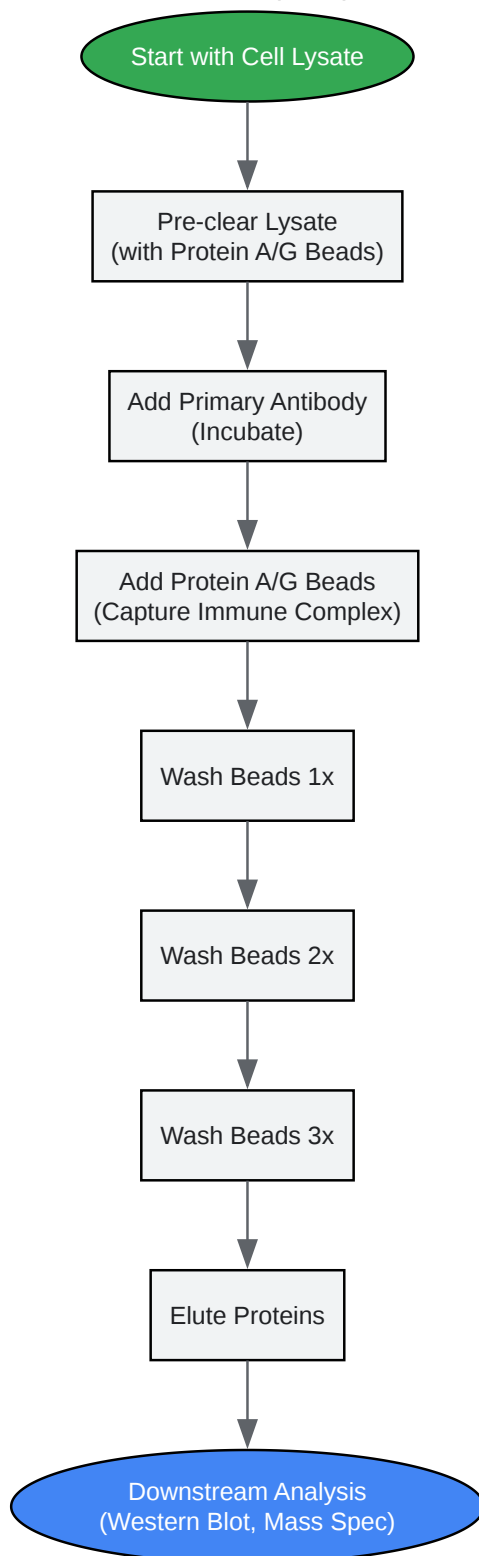 Start with Cell Lysate
Pre-clear Lysate
(with Protein A/G Beads)
Add Primary Antibody
(Incubate)
Add Protein A/G Beads
(Capture Immune Complex)
Wash Beads 1x
Wash Beads 2x
Wash Beads 3x
Elute Proteins
Downstream Analysis
(Western Blot, Mass Spec)